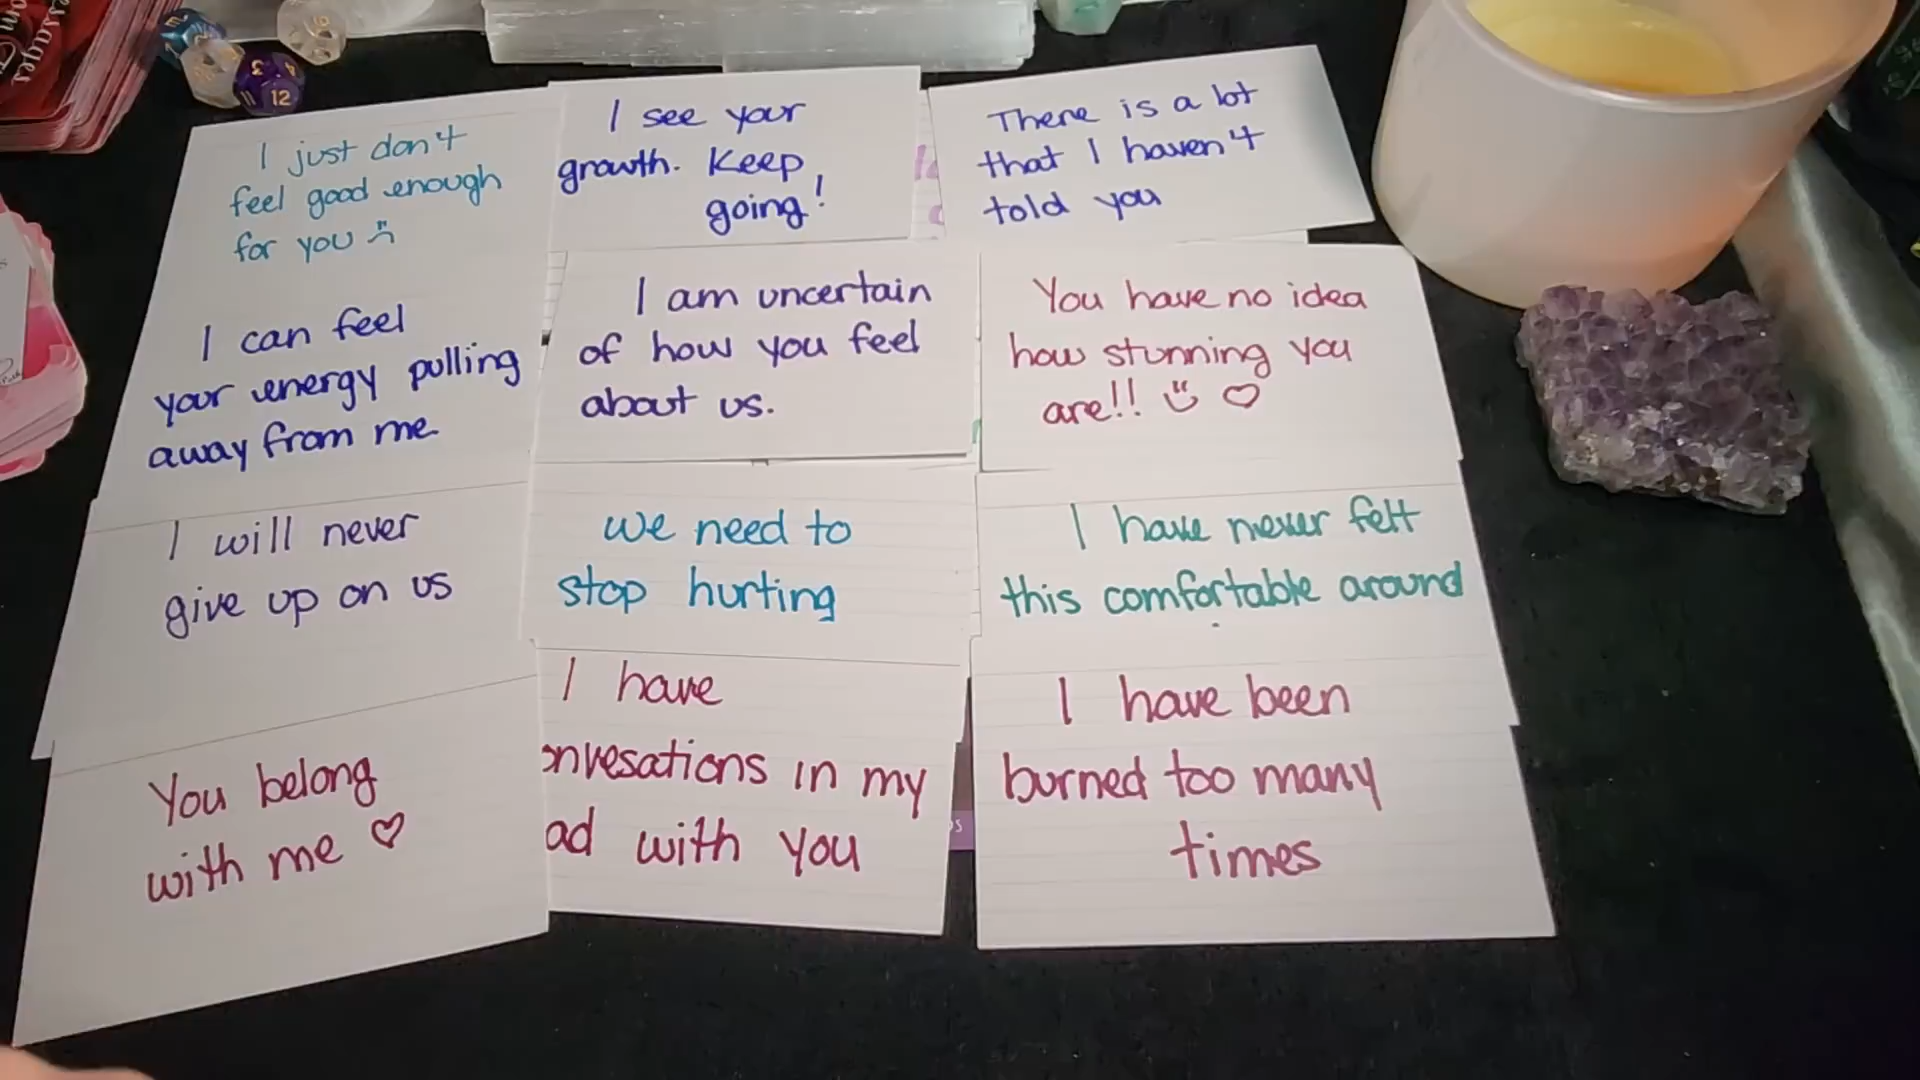 ssages
I just don't
feel good enough
for you
I see your
growth. Keep
going!
There is a lot
that I haven't
told you
I can feel
your energy pulling
away from me
I am uncertain
of how you feel
about us.
You have no idea
how stunning you
are!!
I will never
give up on us
we need to
stop hurting
I have never felt
this comfortable around
You belong
with me
I have
onvesations in my
ad with you
I have been
burned too many
times
12